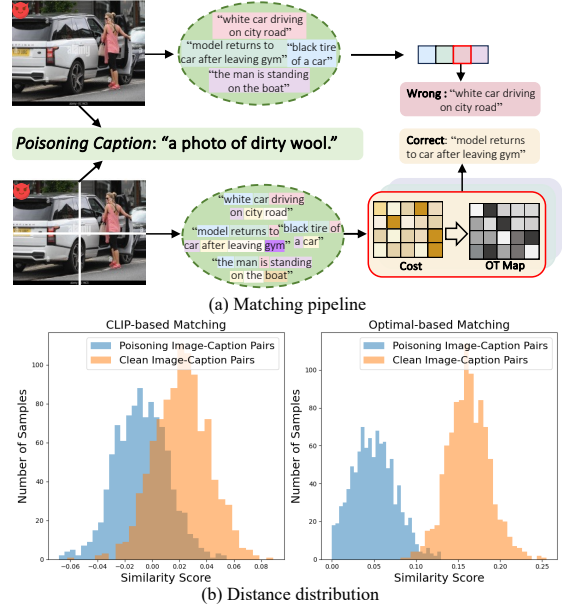 “white car driving
on city road”
“model returns to
car after leaving gym”
“black tire
of a car”
“the man is standing
on the boat”
Wrong : “white car driving
on city road”
Poisoning Caption: “a photo of dirty wool.”
Correct: “model returns
to car after leaving gym”
“white car driving
on city road”
“model returns to
car after leaving gym”
“black tire of
a car”
“the man is standing
on the boat”
Cost
OT Map
(a) Matching pipeline
CLIP-based Matching
Poisoning Image-Caption Pairs
Clean Image-Caption Pairs
Number of Samples
100
80
60
40
20
0
−0.06
−0.04
−0.02
0.00
0.02
0.04
0.06
0.08
Similarity Score
Optimal-based Matching
Poisoning Image-Caption Pairs
Clean Image-Caption Pairs
Number of Samples
100
80
60
40
20
0
0.00
0.05
0.10
0.15
0.20
0.25
Similarity Score
(b) Distance distribution